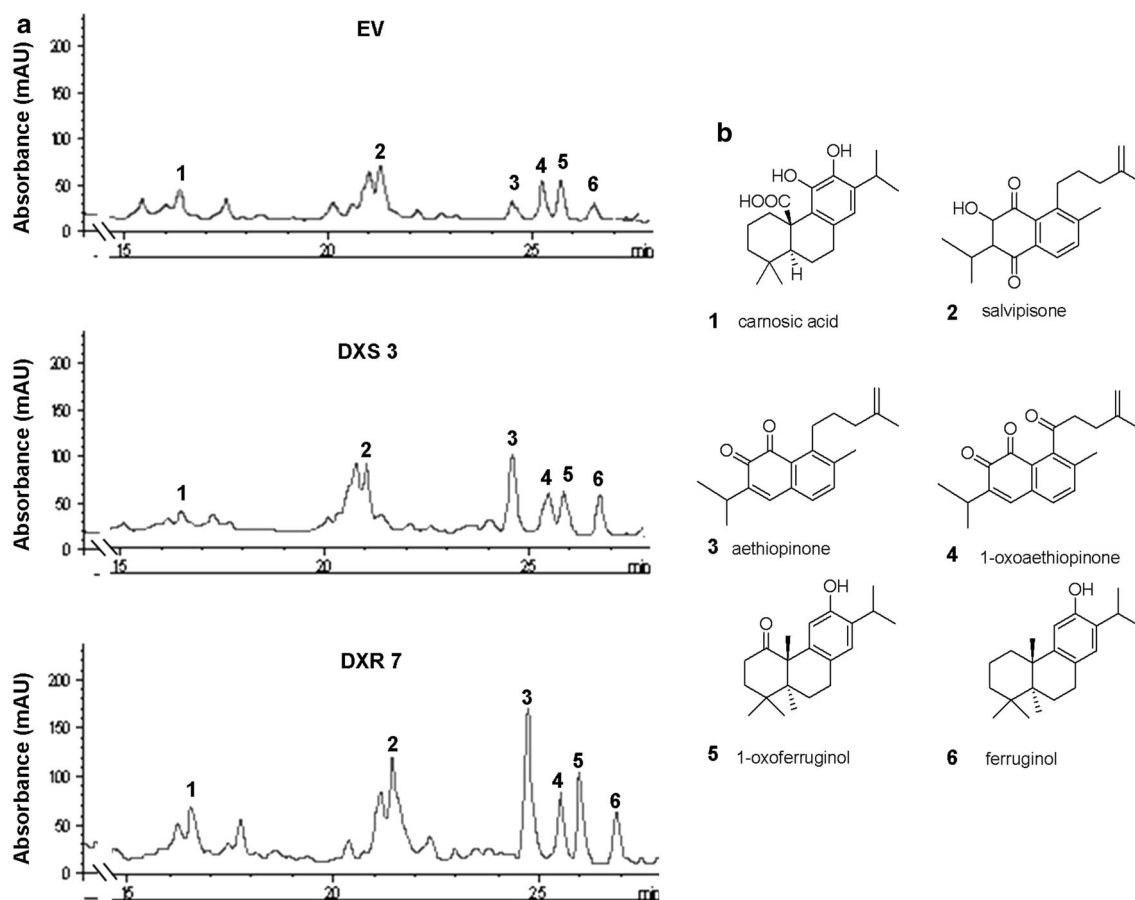 a
EV
Absorbance (mAU)
200
150
100
50
0
1
2
3
4
5
6
15
20
25
min
DXS 3
Absorbance (mAU)
200
150
100
50
0
1
2
3
4
5
6
15
20
25
min
DXR 7
Absorbance (mAU)
200
150
100
50
0
1
2
3
4
5
6
15
20
25
min
b
OH
HO
HOOC
H
1 carnosic acid
O
HO
O
2 salvipisone
O
O
3 aethiopinone
O
O
O
4 1-oxoaethiopinone
OH
O
5 1-oxoferruginol
OH
6 ferruginol